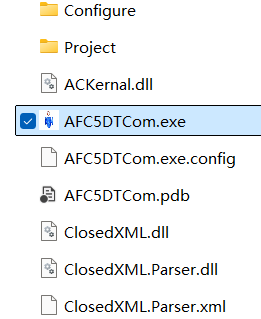 Configure
Project
ACKernal.dll
AFC5DTCom.exe
AFC5DTCom.exe.config
AFC5DTCom.pdb
ClosedXML.dll
ClosedXML.Parser.dll
ClosedXML.Parser.xml